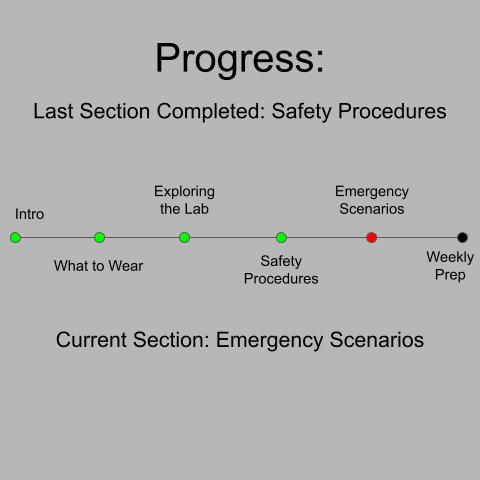 Progress:
Last Section Completed: Safety Procedures
Intro
What to Wear
Exploring
the Lab
Safety
Procedures
Emergency
Scenarios
Weekly
Prep
Current Section: Emergency Scenarios